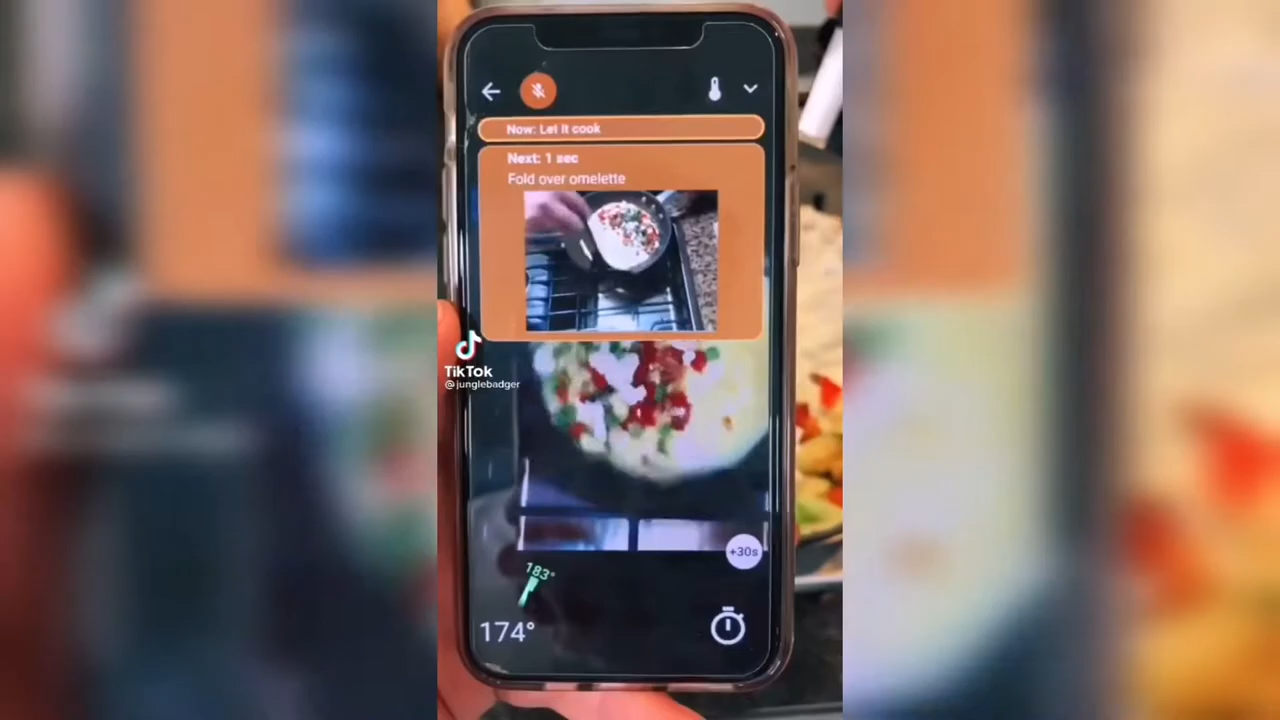 Now: Let it cook
Next: 1 sec
Fold over omelette
TikTok
@junglebadger
+30s
183°
174°